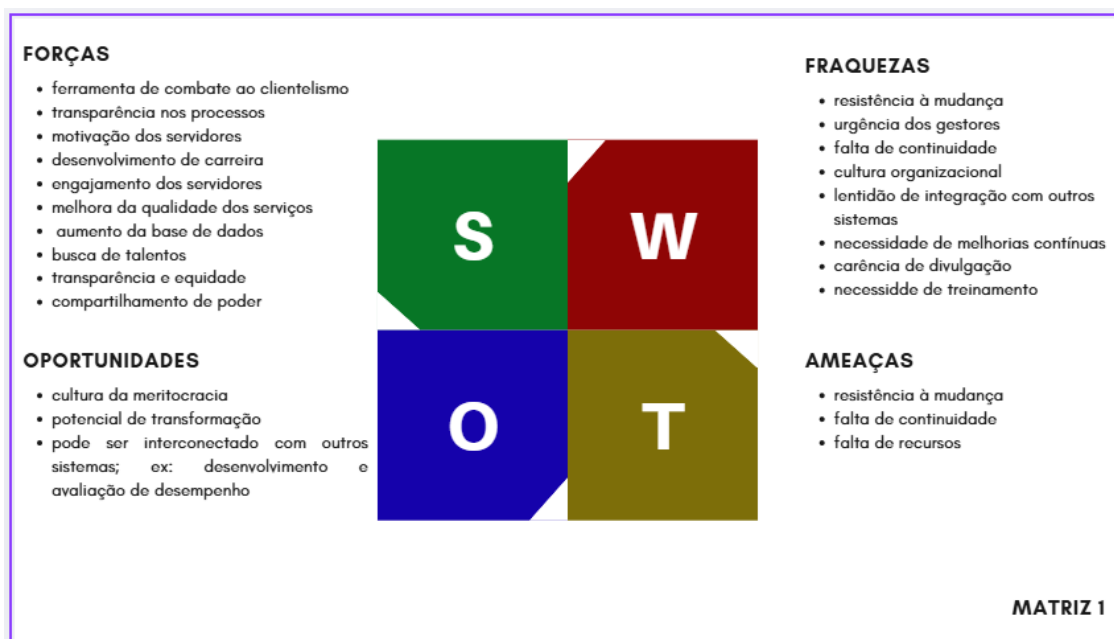 FORÇAS
• ferramenta de combate ao clientelismo
• transparência nos processos
• motivação dos servidores
• desenvolvimento de carreira
• engajamento dos servidores
• melhora da qualidade dos serviços
• aumento da base de dados
• busca de talentos
• transparência e equidade
• compartilhamento de poder
FRAQUEZAS
• resistência à mudança
• urgência dos gestores
• falta de continuidade
• cultura organizacional
• lentidão de integração com outros
sistemas
• necessidade de melhorias contínuas
• carência de divulgação
• necessidde de treinamento
S
W
O
T
OPORTUNIDADES
• cultura da meritocracia
• potencial de transformação
• pode ser interconectado com outros
sistemas; ex: desenvolvimento e
avaliação de desempenho
AMEAÇAS
• resistência à mudança
• falta de continuidade
• falta de recursos
MATRIZ 1